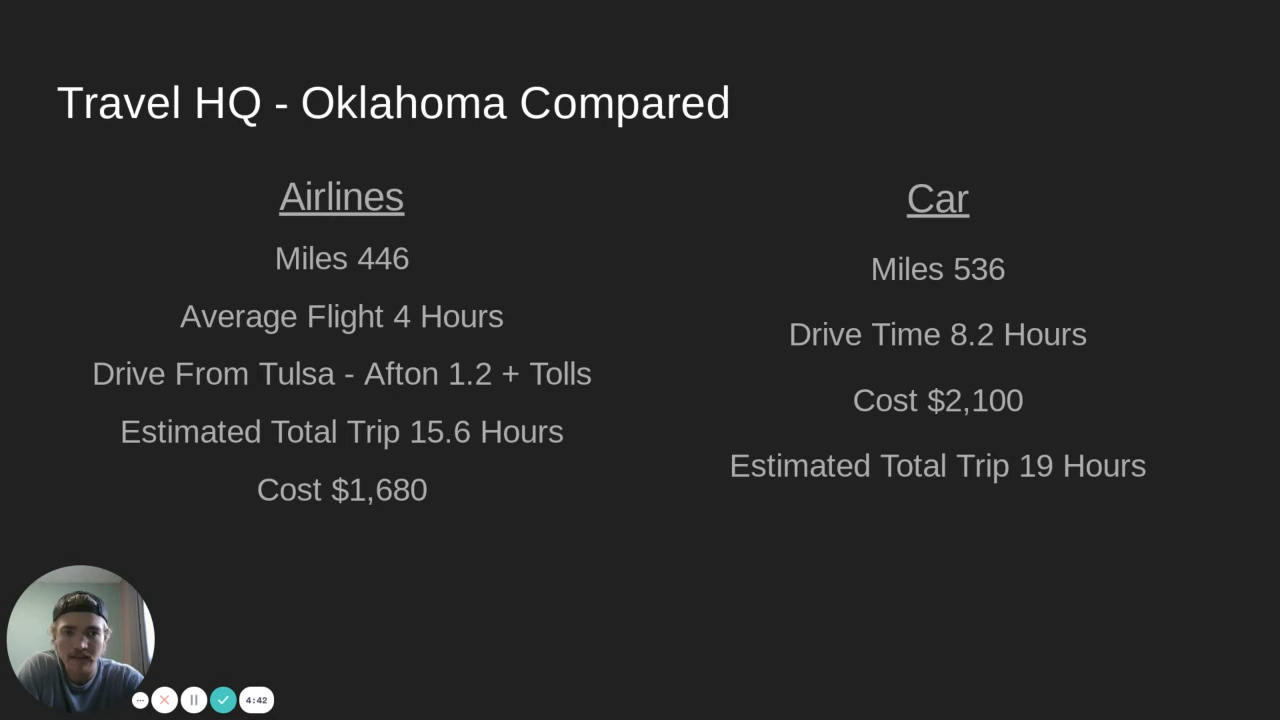 Travel HQ - Oklahoma Compared
Airlines
Miles 446
Average Flight 4 Hours
Drive From Tulsa - Afton 1.2 + Tolls
Estimated Total Trip 15.6 Hours
Cost $1,680
Car
Miles 536
Drive Time 8.2 Hours
Cost $2,100
Estimated Total Trip 19 Hours
4:42